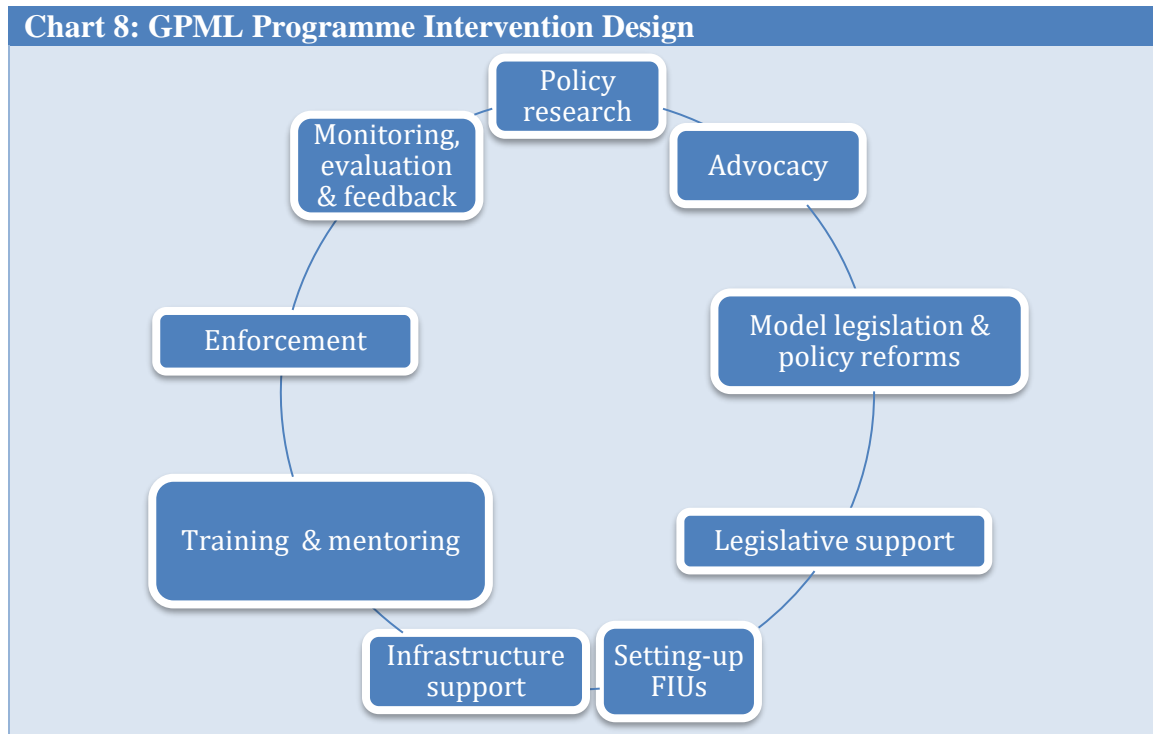 Chart 8: GPML Programme Intervention Design
Policy
research
Advocacy
Model legislation &
policy reforms
Legislative support
Setting-up
FIUs
Infrastructure
support
Training & mentoring
Enforcement
Monitoring,
evaluation
& feedback